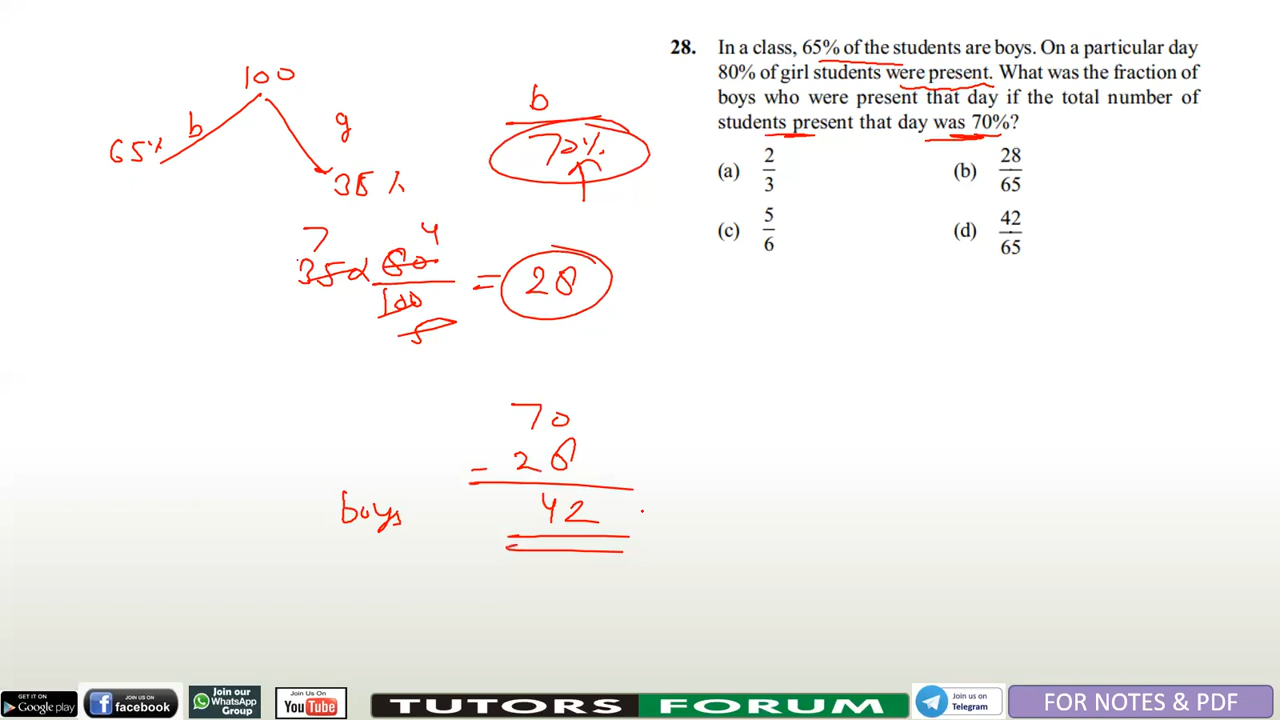 28. In a class, 65% of the students are boys. On a particular day
80% of girl students were present. What was the fraction of
boys who were present that day if the total number of
students present that day was 70%?
(a) 2/3
(b) 28/65
(c) 5/6
(d) 42/65
100
65% b g 35%
b
70%
7 4
35 × 80/100 = 28
5
70
- 28
boys 42
GET IT ON
Google play
JOIN US ON
facebook
Join our
WhatsApp
Group
Join Us On
YouTube
TUTORS FORUM
Join us on
Telegram
FOR NOTES & PDF